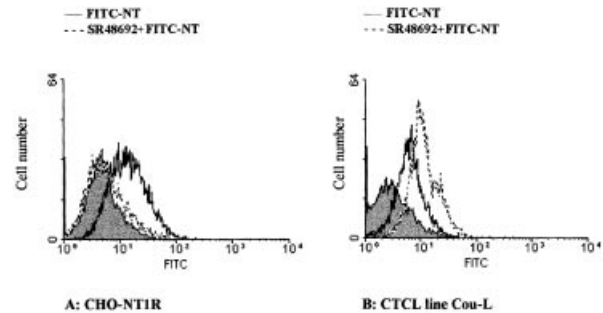 — FITC-NT
---- SR48692+FITC-NT
64
Cell number
0
10⁰ 10¹ 10² 10³ 10⁴
FITC
A: CHO-NT1R
— FITC-NT
---- SR48692+FITC-NT
64
Cell number
0
10⁰ 10¹ 10² 10³ 10⁴
FITC
B: CTCL line Cou-L